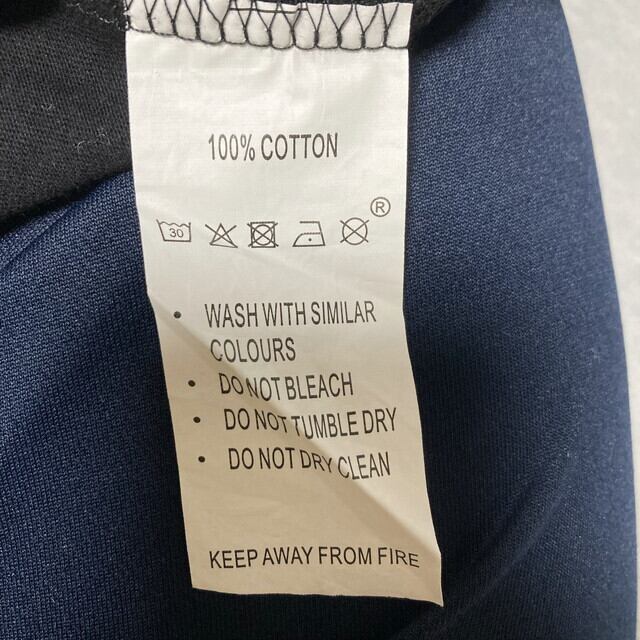 100% COTTON
®
30
• WASH WITH SIMILAR
COLOURS
• DO NOT BLEACH
• DO NOT TUMBLE DRY
• DO NOT DRY CLEAN
KEEP AWAY FROM FIRE